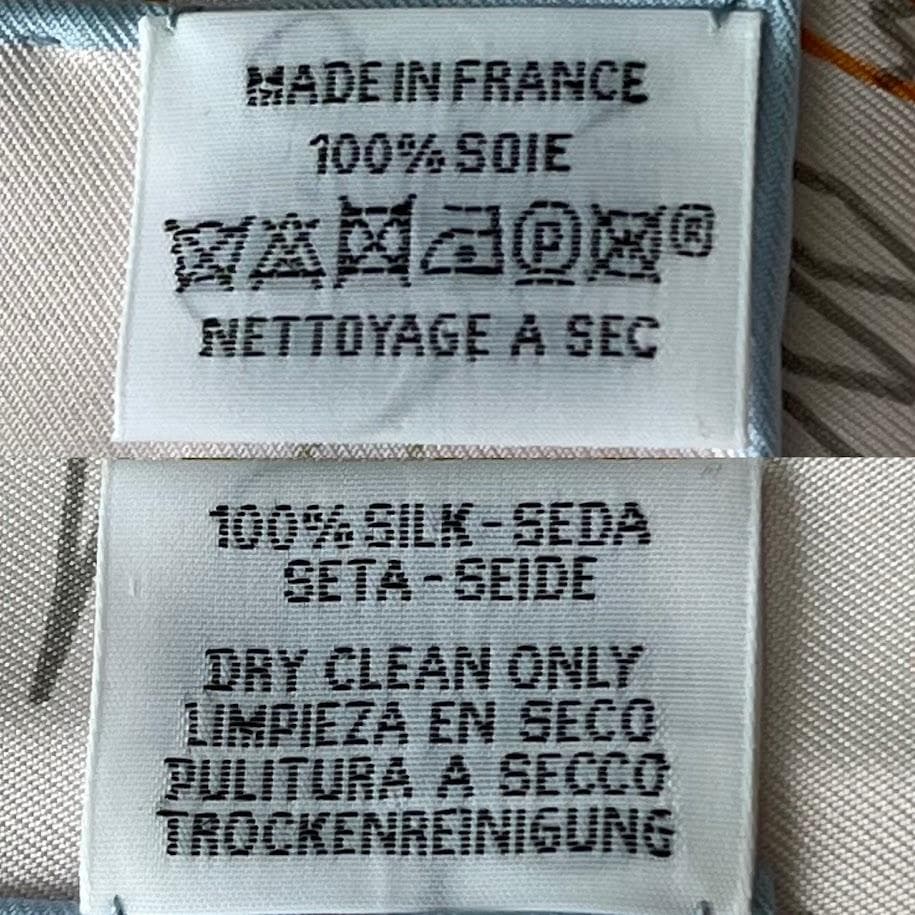 MADE IN FRANCE
100% SOIE
P ®
NETTOYAGE A SEC
100% SILK - SEDA
SETA - SEIDE
DRY CLEAN ONLY
LIMPIEZA EN SECO
PULITURA A SECCO
TROCKENREINIGUNG